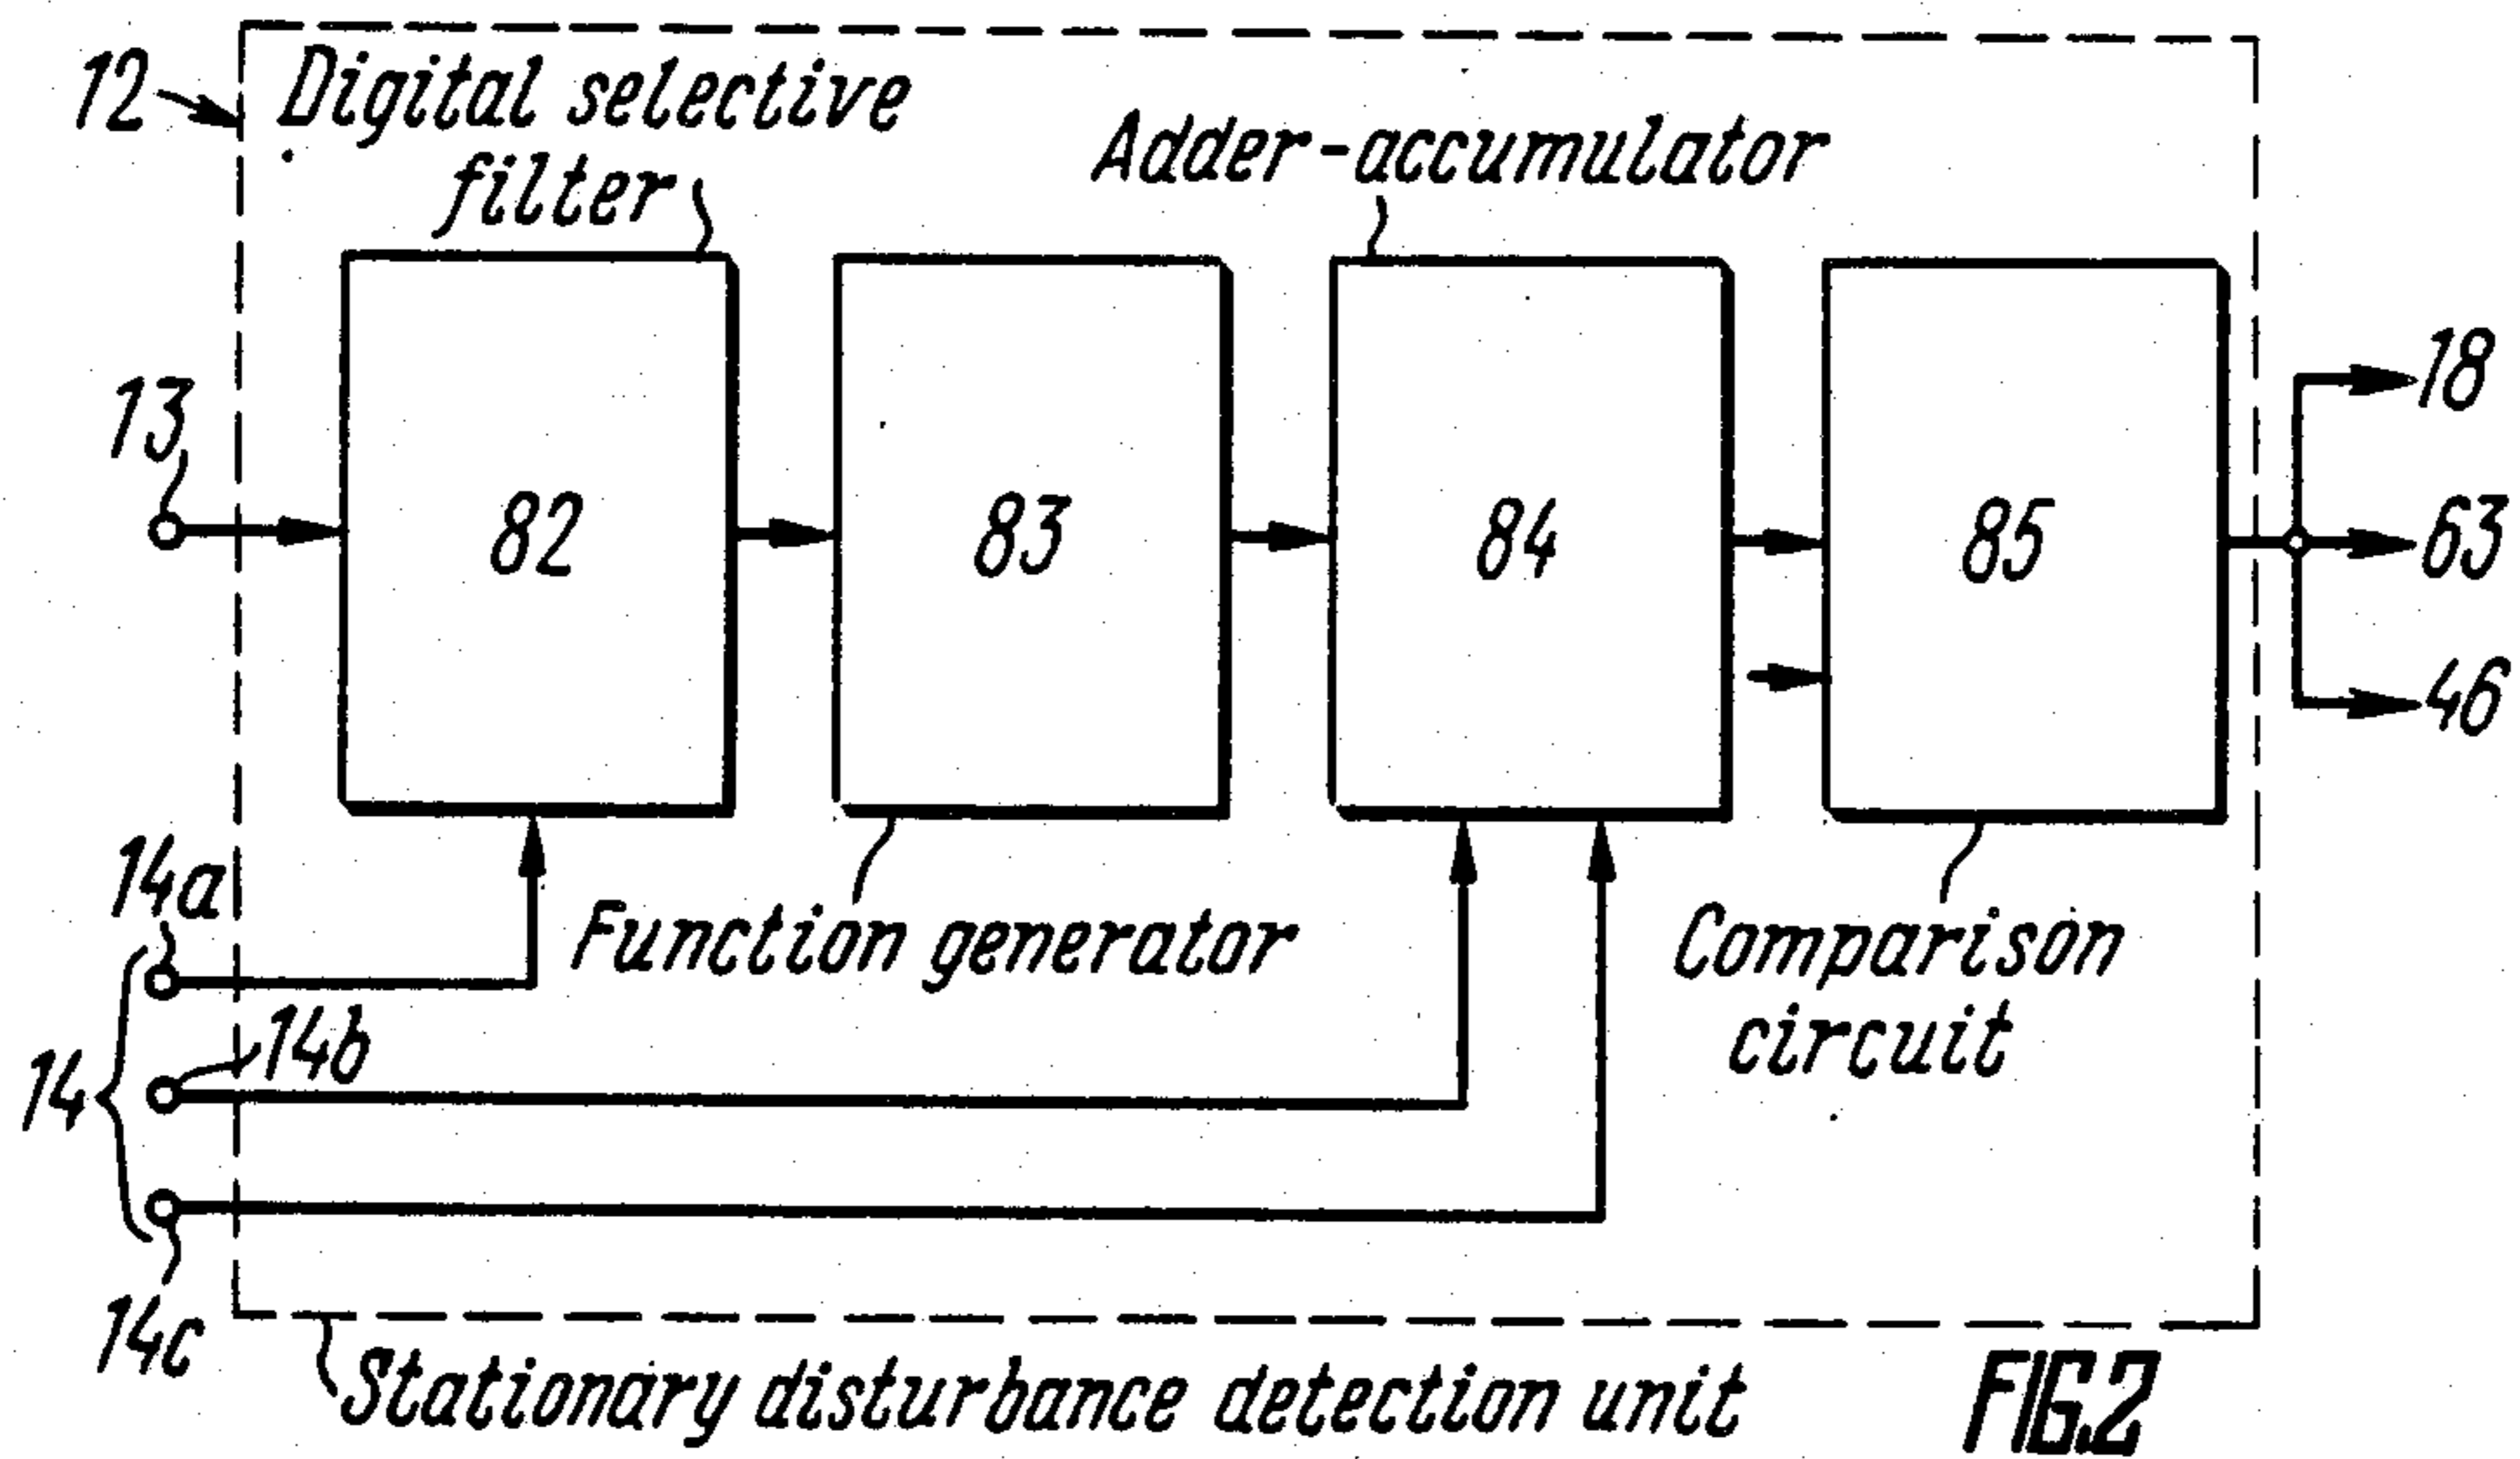 12
Digital selective
filter
Adder-accumulator
13
82
83
84
85
18
63
46
14a
Function generator
Comparison
circuit
14b
14
14c
Stationary disturbance detection unit
FIG.2